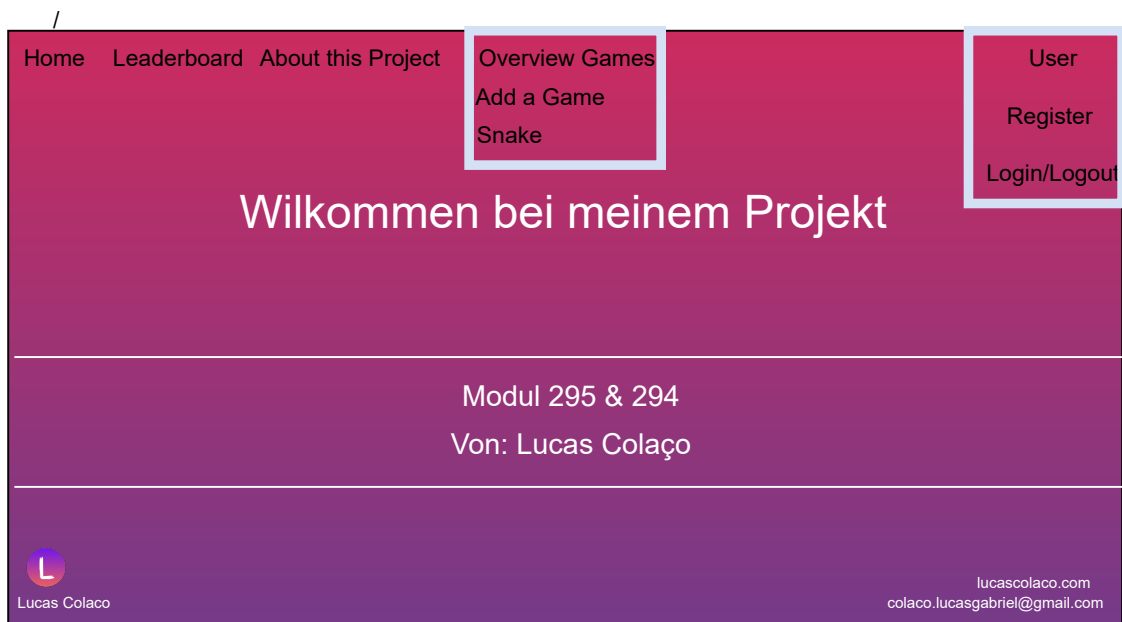 /
Home Leaderboard About this Project Overview Games User
Add a Game
Register
Snake
Login/Logout
Wilkommen bei meinem Projekt
Modul 295 & 294
Von: Lucas Colaço
L
lucascolaco.com
Lucas Colaco colaco.lucasgabriel@gmail.com